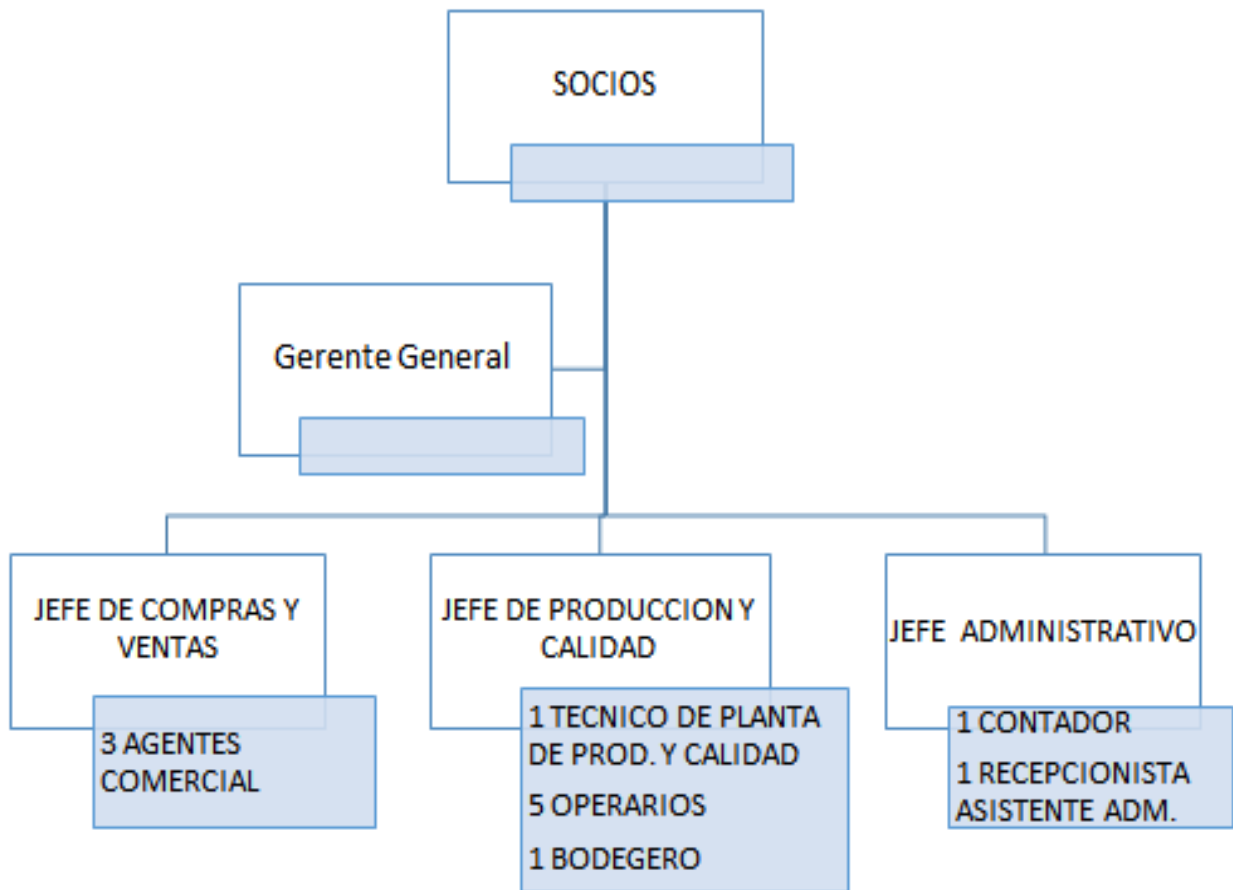 SOCIOS
Gerente General
JEFE DE COMPRAS Y
VENTAS
3 AGENTES
COMERCIAL
JEFE DE PRODUCCION Y
CALIDAD
1 TECNICO DE PLANTA
DE PROD. Y CALIDAD
5 OPERARIOS
1 BODEGERO
JEFE ADMINISTRATIVO
1 CONTADOR
1 RECEPCIONISTA
ASISTENTE ADM.